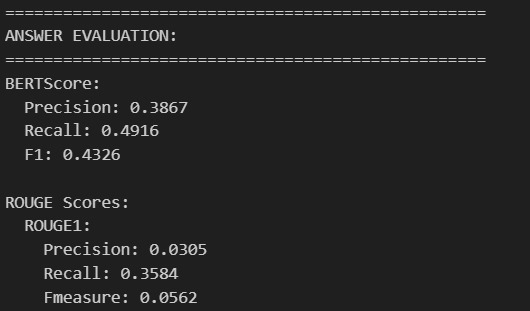 ==================================================
ANSWER EVALUATION:
==================================================
BERTScore:
  Precision: 0.3867
  Recall: 0.4916
  F1: 0.4326

ROUGE Scores:
  ROUGE1:
    Precision: 0.0305
    Recall: 0.3584
    Fmeasure: 0.0562